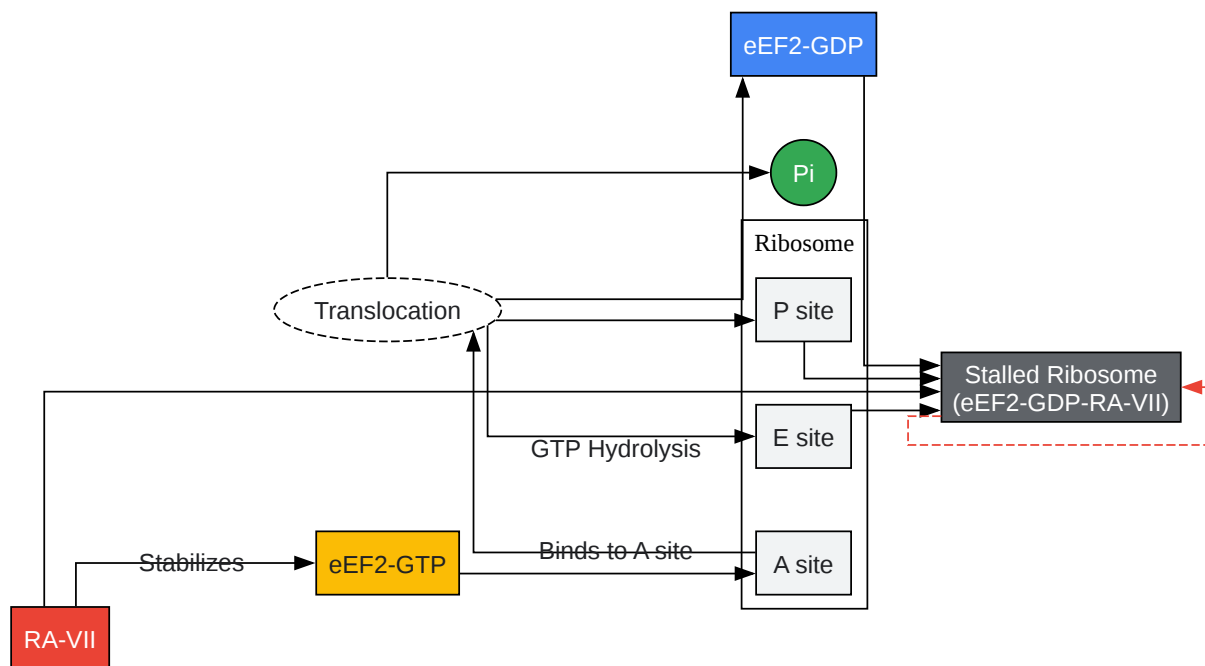 eEF2-GDP
Pi
Ribosome
Translocation
P site
Stalled Ribosome
(eEF2-GDP-RA-VII)
E site
GTP Hydrolysis
Binds to A site
Stabilizes
eEF2-GTP
A site
RA-VII